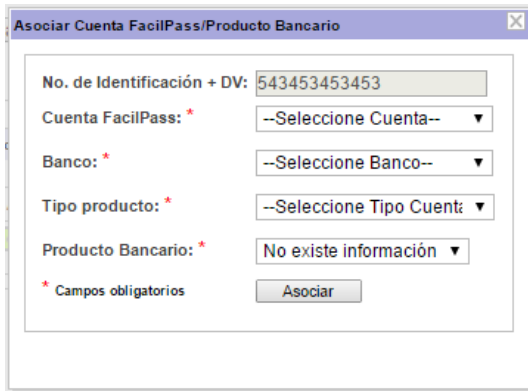 Asociar Cuenta FacilPass/Producto Bancario
No. de Identificación + DV: 543453453453
Cuenta FacilPass: * --Seleccione Cuenta--
Banco: * --Seleccione Banco--
Tipo producto: * --Seleccione Tipo Cuenta
Producto Bancario: * No existe información
* Campos obligatorios Asociar